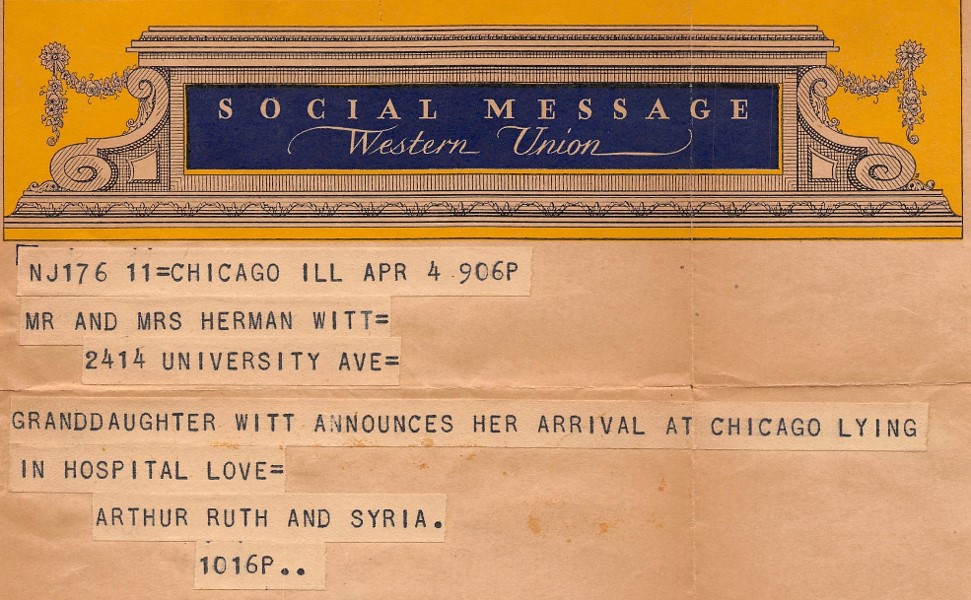 SOCIAL MESSAGE
Western Union
NJ176 11=CHICAGO ILL APR 4 906P
MR AND MRS HERMAN WITT=
2414 UNIVERSITY AVE=
GRANDDAUGHTER WITT ANNOUNCES HER ARRIVAL AT CHICAGO LYING
IN HOSPITAL LOVE=
ARTHUR RUTH AND SYRIA.
1016P..